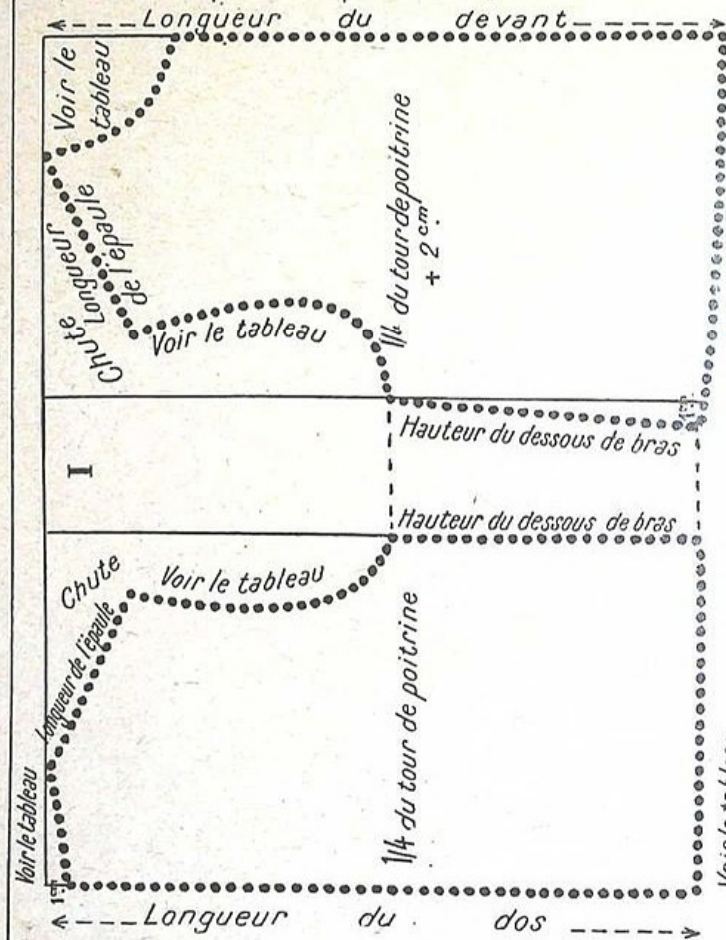 Longueur du devant
Voir le
tableau
Chute
Longueur
de l'épaule
Voir le tableau
1/4 du tour de poitrine
+ 2 cm.
1cm
Hauteur du dessous de bras
I
Hauteur du dessous de bras
Chute
Voir le tableau
Longueur de l'épaule
1/4 du tour de poitrine
Voir le tableau
1cm
Longueur du dos